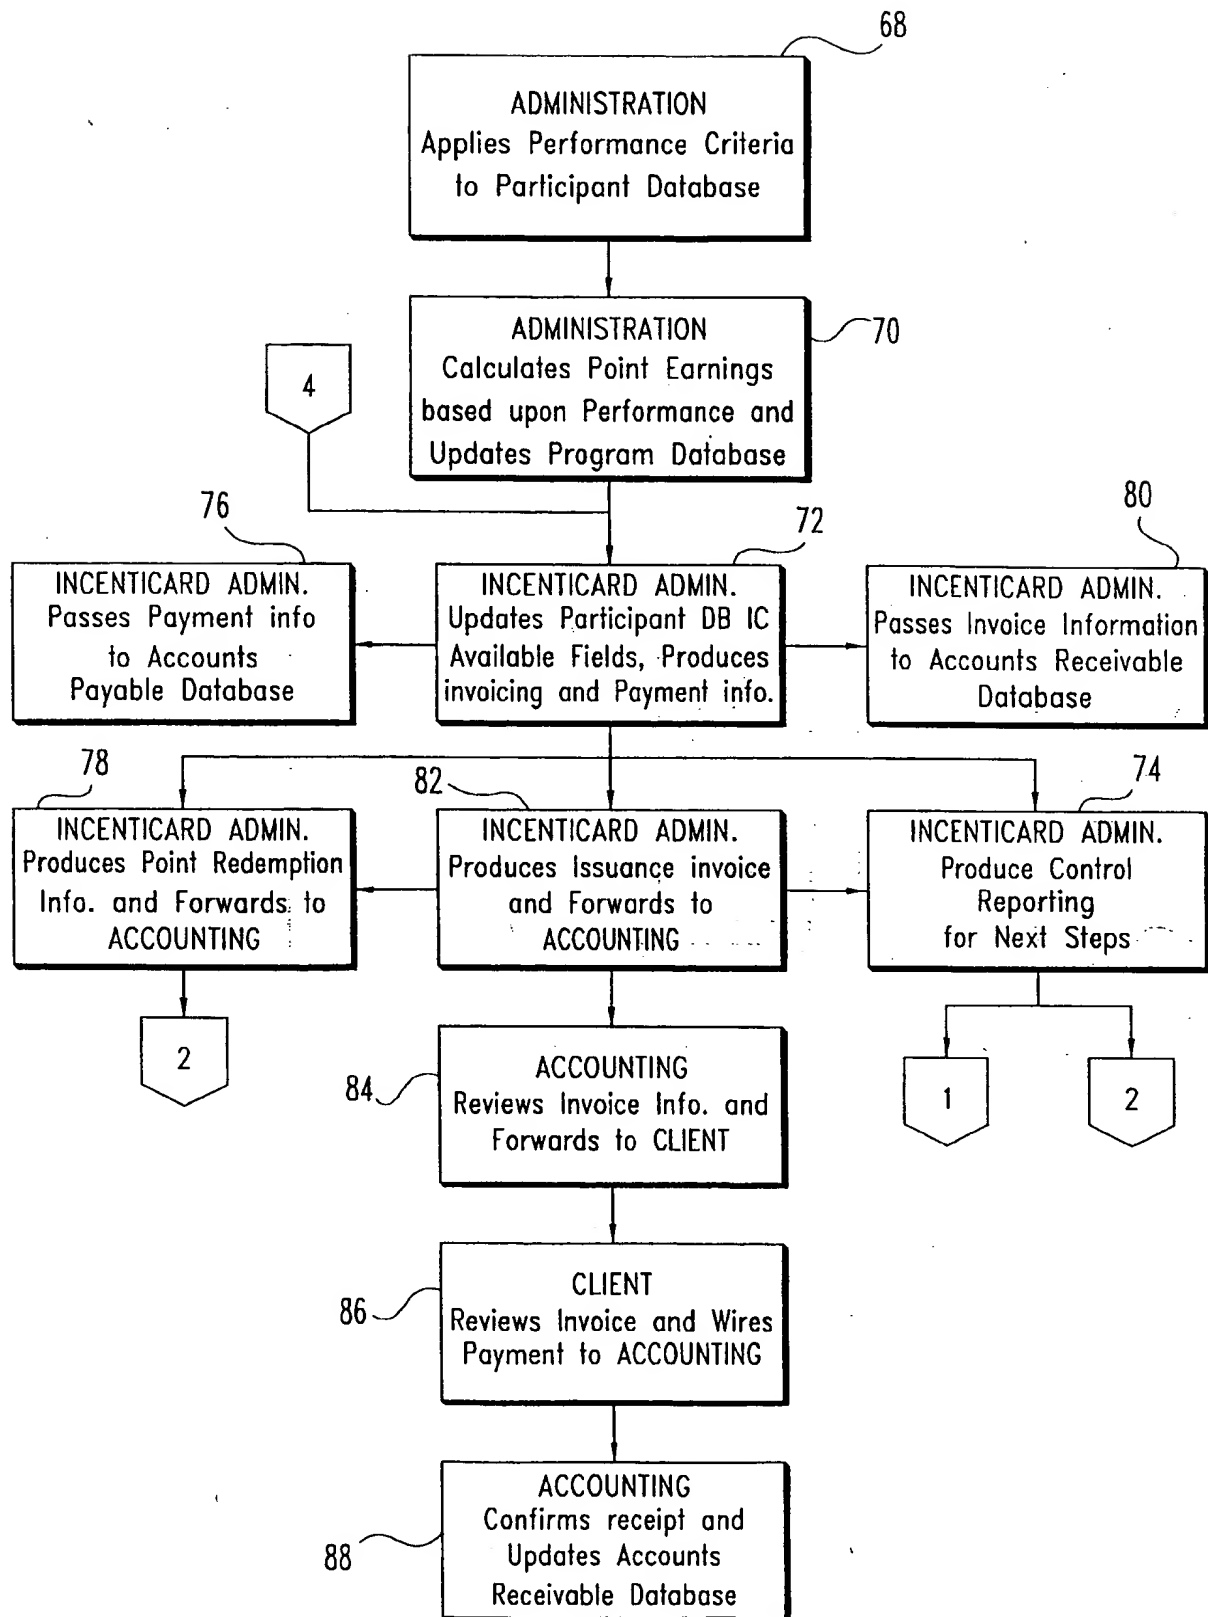 68
ADMINISTRATION
Applies Performance Criteria
to Participant Database
70
ADMINISTRATION
Calculates Point Earnings
based upon Performance and
Updates Program Database
4
76
INCENTICARD ADMIN.
Passes Payment info
to Accounts
Payable Database
72
INCENTICARD ADMIN.
Updates Participant DB IC
Available Fields, Produces
invoicing and Payment info.
80
INCENTICARD ADMIN.
Passes Invoice Information
to Accounts Receivable
Database
78
INCENTICARD ADMIN.
Produces Point Redemption
Info. and Forwards to
ACCOUNTING
82
INCENTICARD ADMIN.
Produces Issuance invoice
and Forwards to
ACCOUNTING
74
INCENTICARD ADMIN.
Produce Control
Reporting
for Next Steps
2
1
2
84
ACCOUNTING
Reviews Invoice Info. and
Forwards to CLIENT
86
CLIENT
Reviews Invoice and Wires
Payment to ACCOUNTING
88
ACCOUNTING
Confirms receipt and
Updates Accounts
Receivable Database